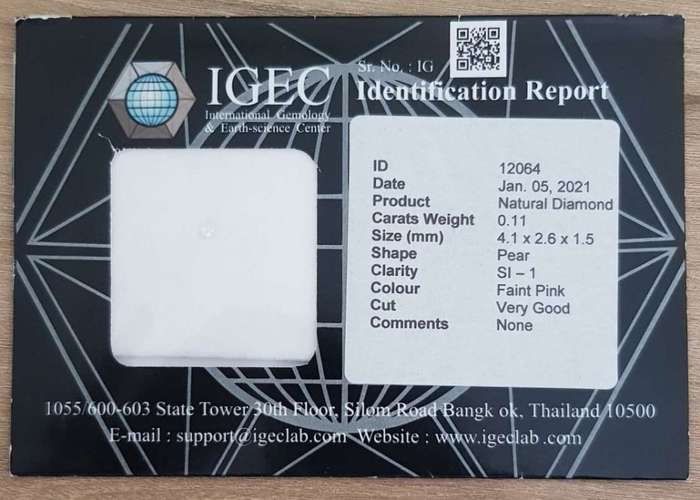 IGEC
International Gemology
& Earth-science Center
Sr. No. : IG
Identification Report
ID 12064
Date Jan. 05, 2021
Product Natural Diamond
Carats Weight 0.11
Size (mm) 4.1 x 2.6 x 1.5
Shape Pear
Clarity SI – 1
Colour Faint Pink
Cut Very Good
Comments None
1055/600-603 State Tower 30th Floor, Silom Road Bangk ok, Thailand 10500
E-mail : support@igeclab.com Website : www.igeclab .com